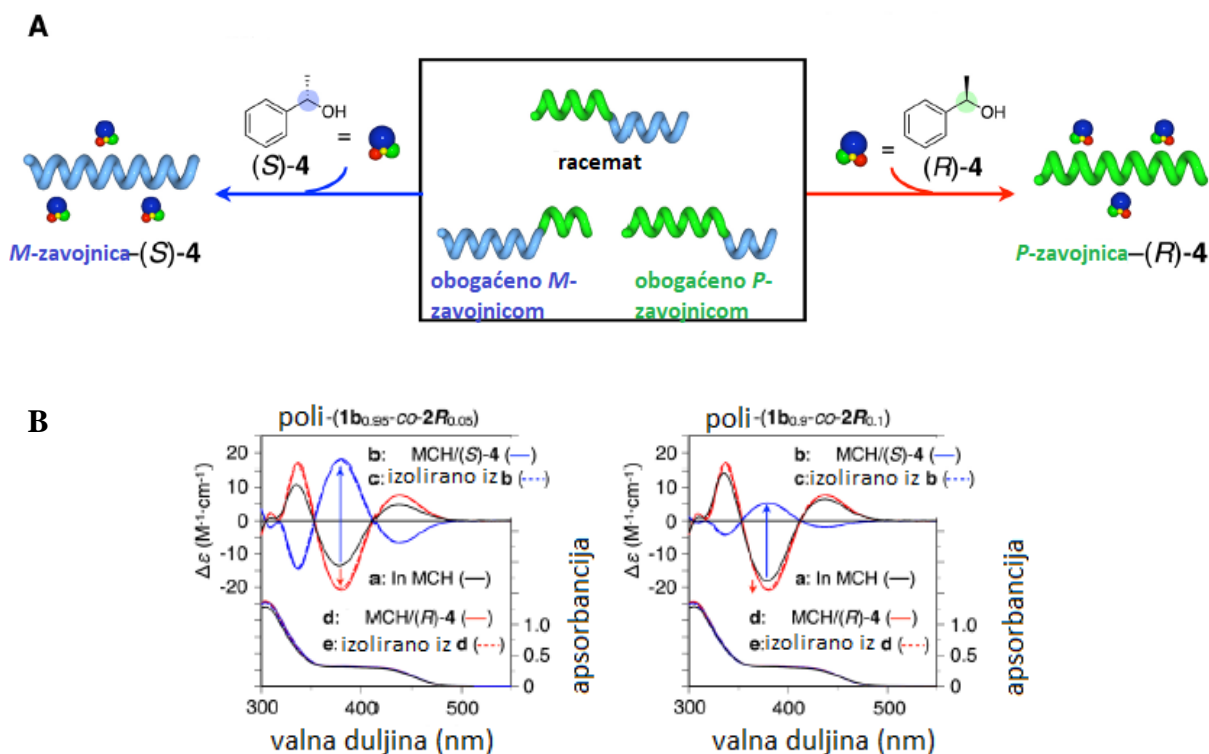 A
(S)-4
=
M-zavojnica–(S)-4
racemat
obogaćeno M-
zavojnicom
obogaćeno P-
zavojnicom
OH
OH
=
(R)-4
P-zavojnica–(R)-4
B
poli-(1b0.95-co-2R0.05)
Δε (M⁻¹·cm⁻¹)
20
10
0
-10
-20
b: MCH/(S)-4 (—)
c:izolirano iz b (----)
a: In MCH (—)
d: MCH/(R)-4 (—)
e:izolirano iz d (----)
1.0
0.5
0
apsorbancija
300 400 500
valna duljina (nm)
poli-(1b0.9-co-2R0.1)
Δε (M⁻¹·cm⁻¹)
20
10
0
-10
-20
b: MCH/(S)-4 (—)
c:izolirano iz b (----)
a: In MCH (—)
d: MCH/(R)-4 (—)
e:izolirano iz d (----)
1.0
0.5
0
apsorbancija
300 400 500
valna duljina (nm)